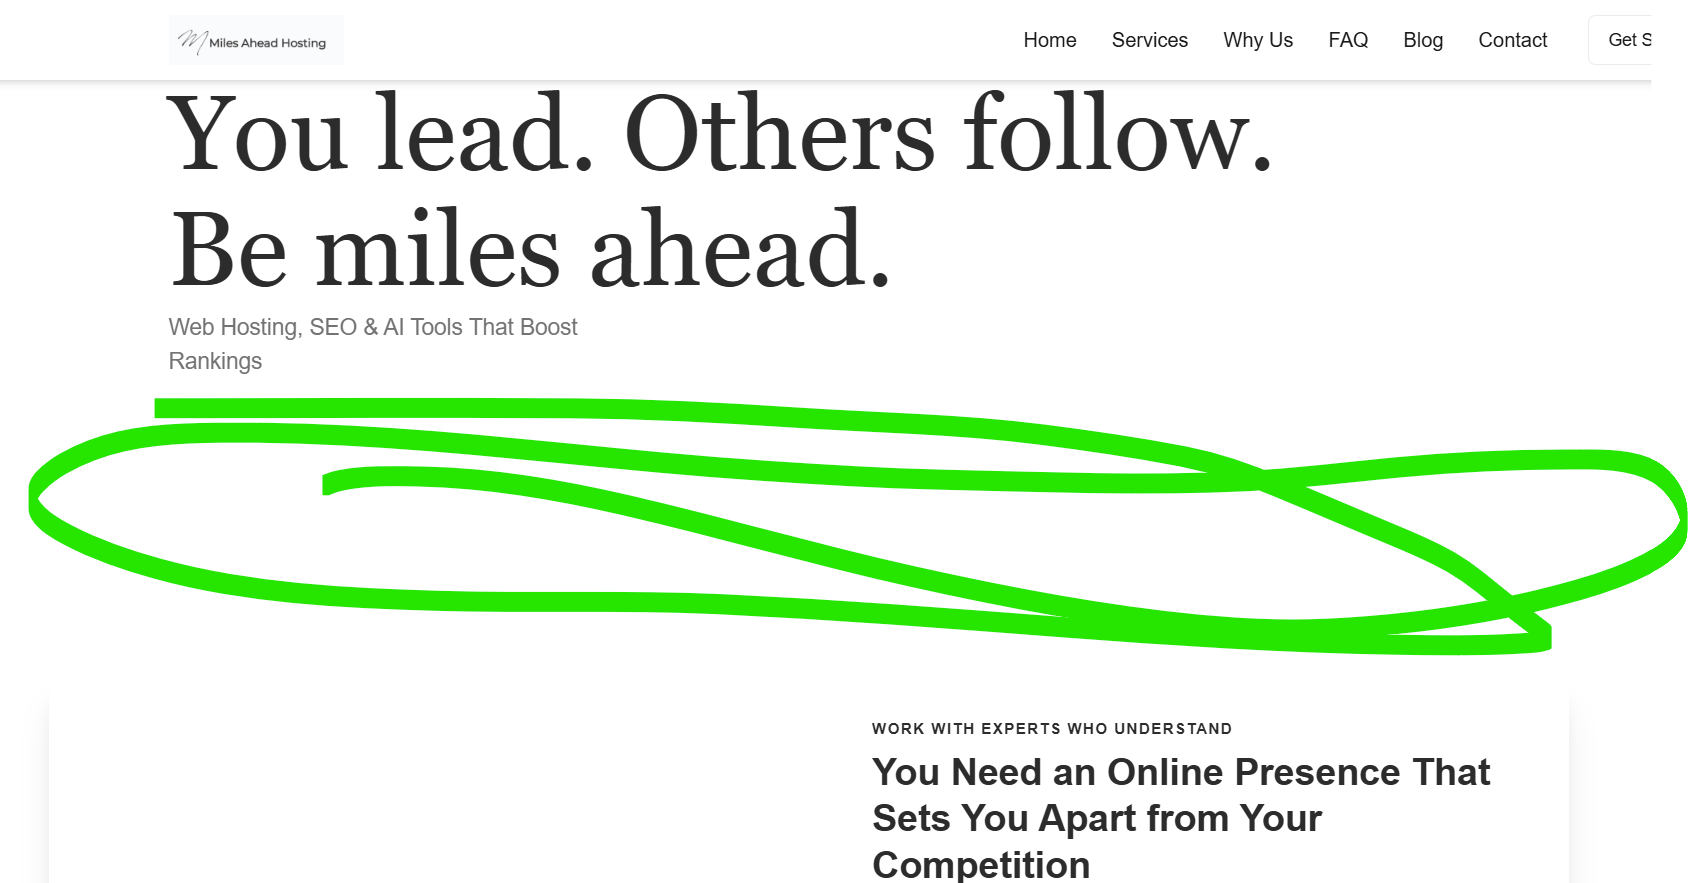 Miles Ahead Hosting
Home Services Why Us FAQ Blog Contact Get S
You lead. Others follow.
Be miles ahead.
Web Hosting, SEO & AI Tools That Boost
Rankings
WORK WITH EXPERTS WHO UNDERSTAND
You Need an Online Presence That
Sets You Apart from Your
Competition